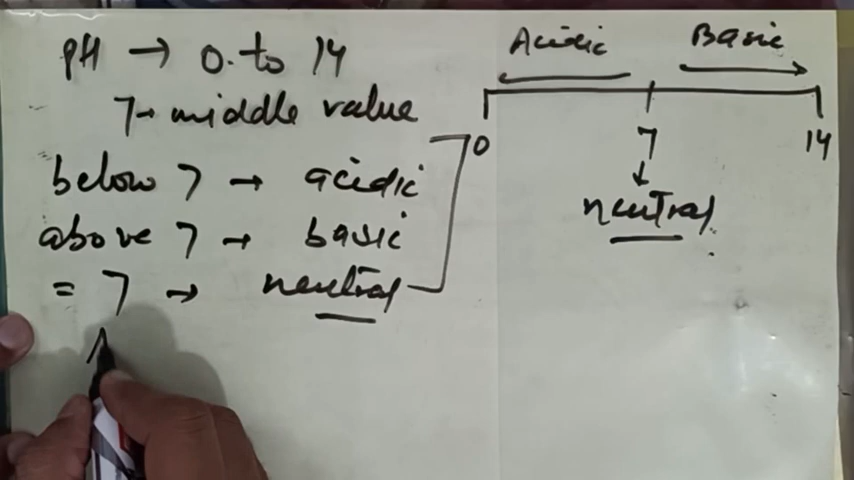 pH → 0. to 14
7 → middle value
below 7 → acidic
above 7 → basic
= 7 → neutral
Acidic Basic
0 7 14
neutral